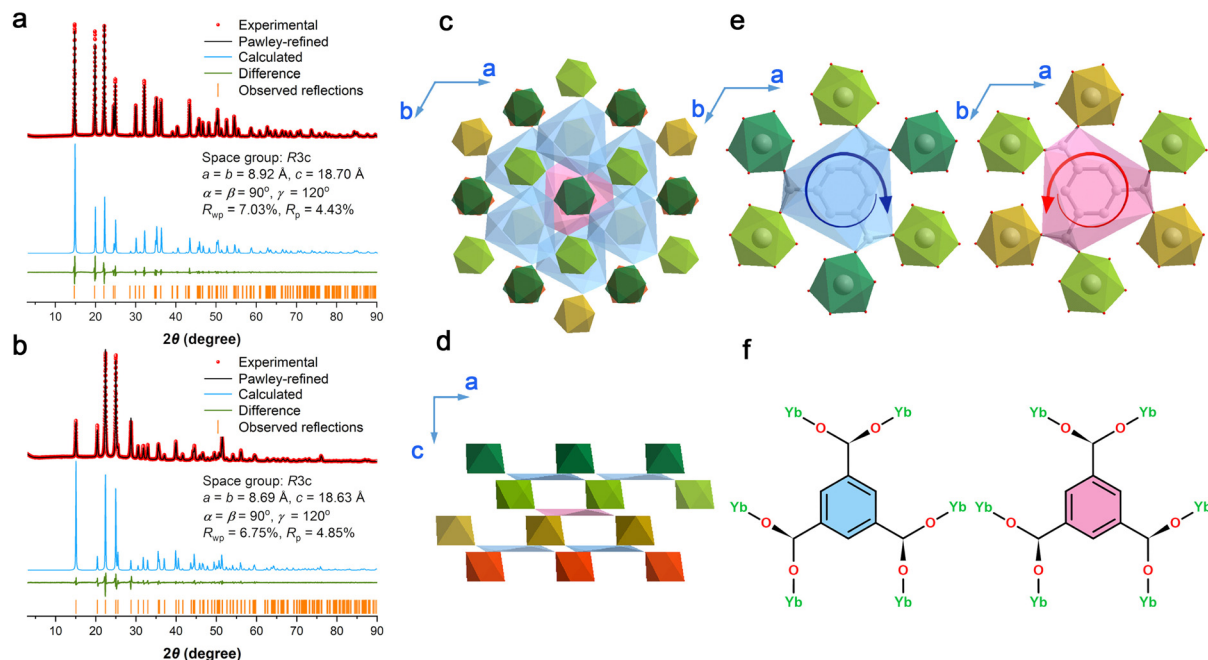 a
Experimental
Pawley-refined
Calculated
Difference
Observed reflections
Space group: R3c
a = b = 8.92 Å, c = 18.70 Å
α = β = 90°, γ = 120°
Rwp = 7.03%, Rp = 4.43%
10 20 30 40 50 60 70 80 90
2θ (degree)
b
Experimental
Pawley-refined
Calculated
Difference
Observed reflections
Space group: R3c
a = b = 8.69 Å, c = 18.63 Å
α = β = 90°, γ = 120°
Rwp = 6.75%, Rp = 4.85%
10 20 30 40 50 60 70 80 90
2θ (degree)
c
a
b
d
a
c
e
a
b
a
b
f
Yb Yb
O O
Yb O O Yb
O O
Yb Yb
Yb Yb
O O
Yb O O Yb
O O
Yb Yb